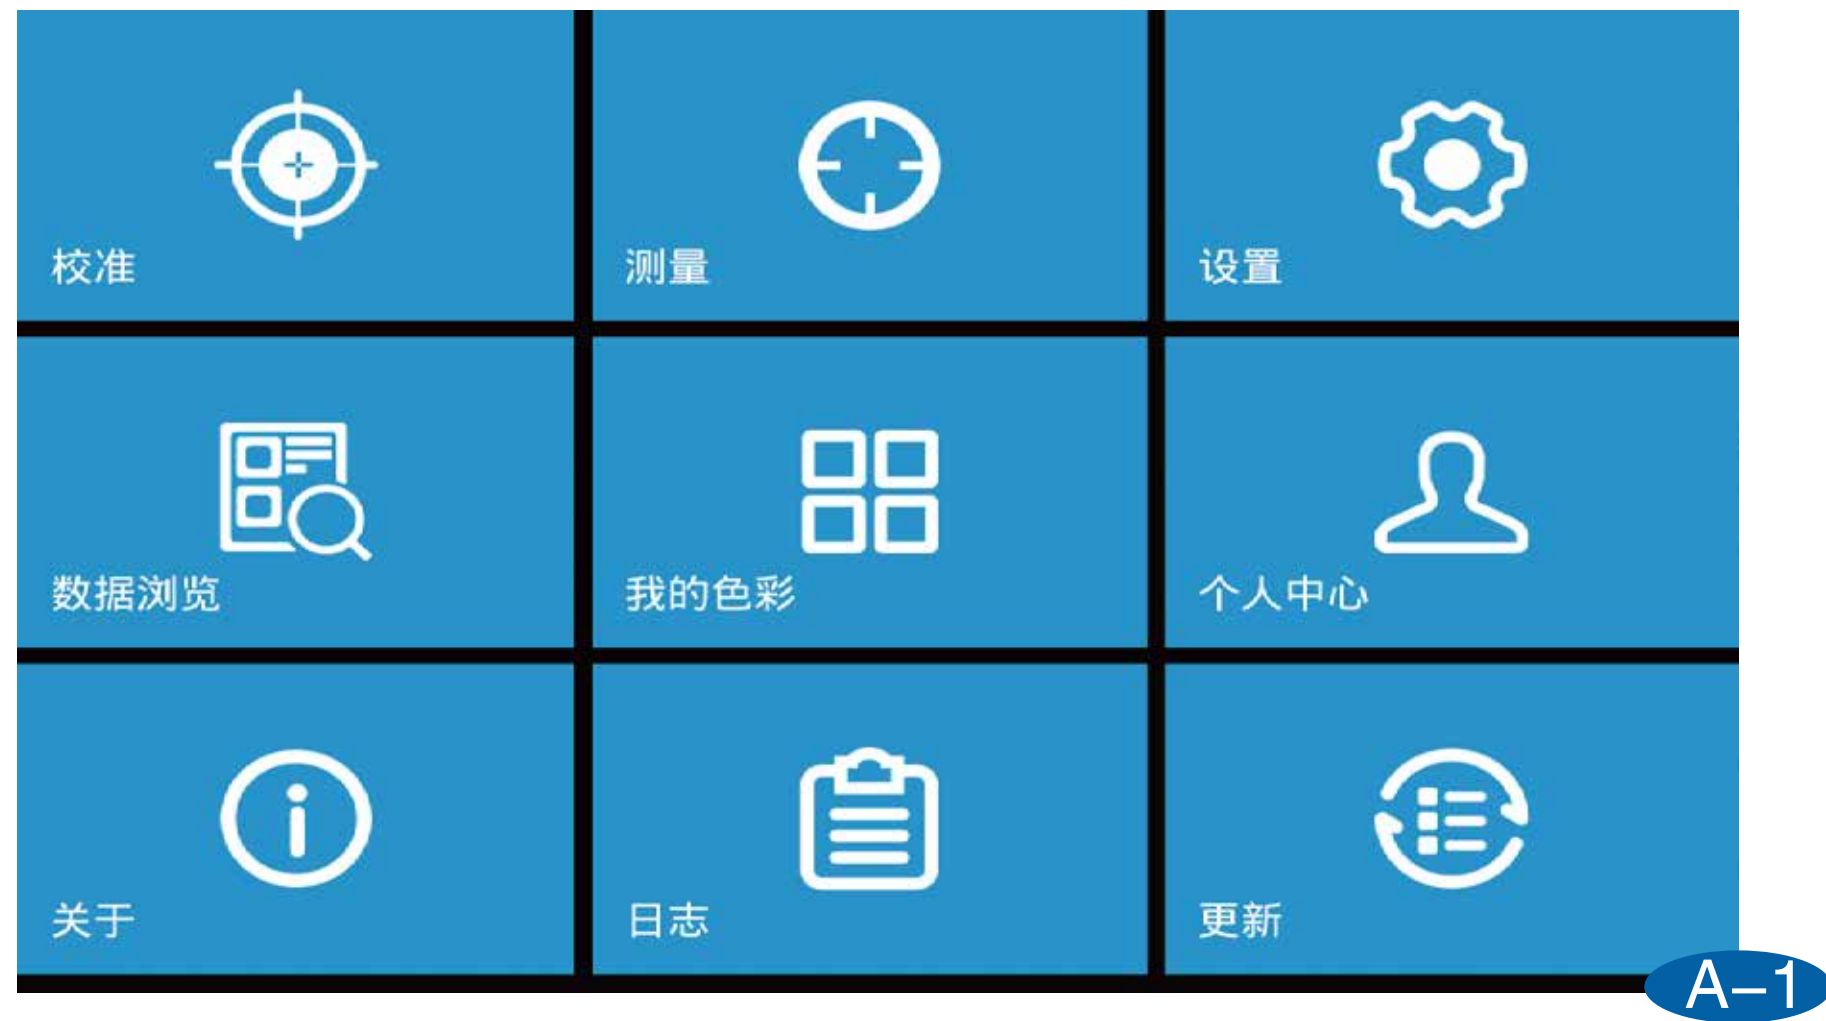 校准
测量
设置
数据浏览
我的色彩
个人中心
关于
日志
更新
A-1